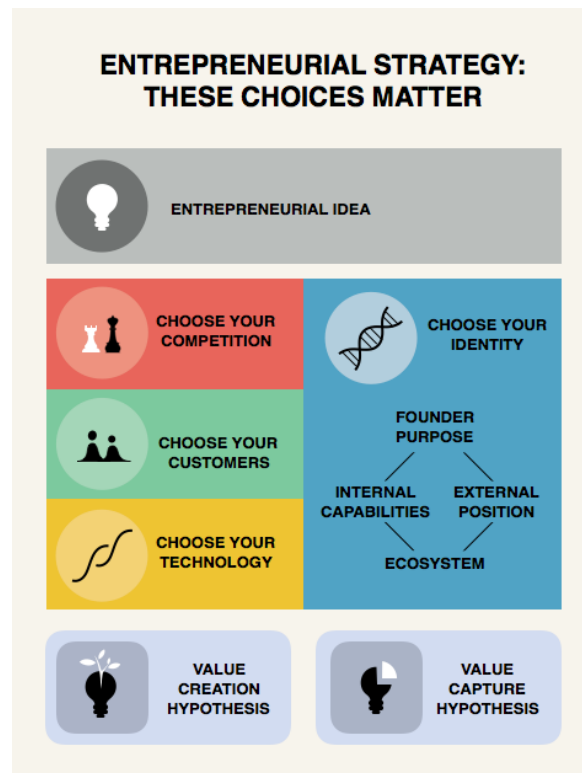 ENTREPRENEURIAL STRATEGY:
THESE CHOICES MATTER
ENTREPRENEURIAL IDEA
CHOOSE YOUR
COMPETITION
CHOOSE YOUR
CUSTOMERS
CHOOSE YOUR
TECHNOLOGY
CHOOSE YOUR
IDENTITY
FOUNDER
PURPOSE
INTERNAL
CAPABILITIES
EXTERNAL
POSITION
ECOSYSTEM
VALUE
CREATION
HYPOTHESIS
VALUE
CAPTURE
HYPOTHESIS